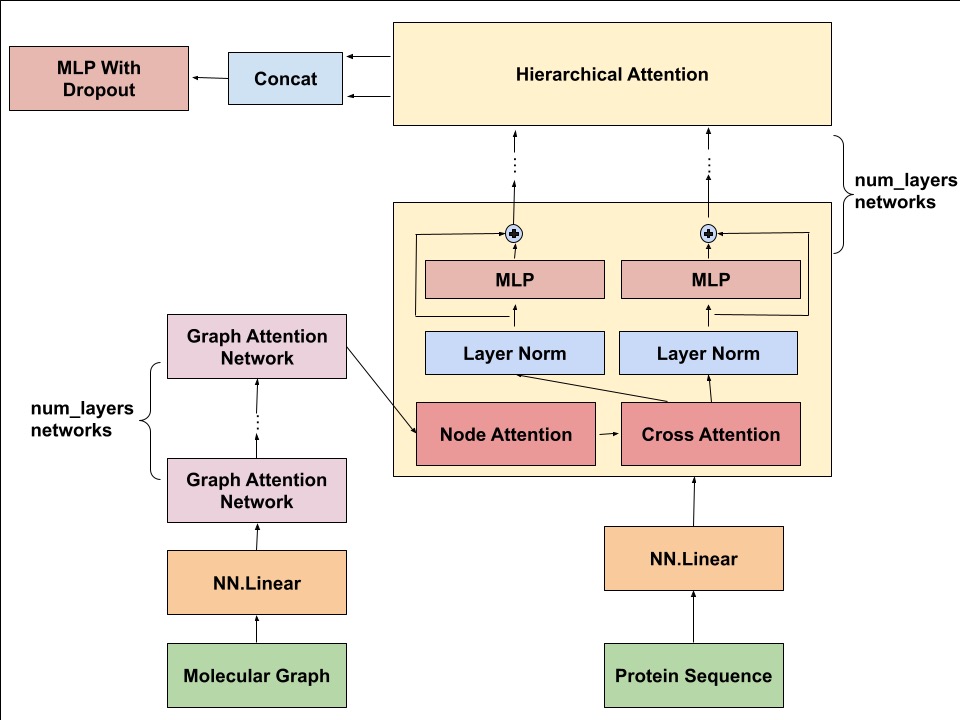 MLP With
Dropout
Concat
Hierarchical Attention
num_layers
networks
MLP
MLP
Layer Norm
Layer Norm
Node Attention
Cross Attention
Graph Attention
Network
num_layers
networks
Graph Attention
Network
NN.Linear
NN.Linear
Molecular Graph
Protein Sequence